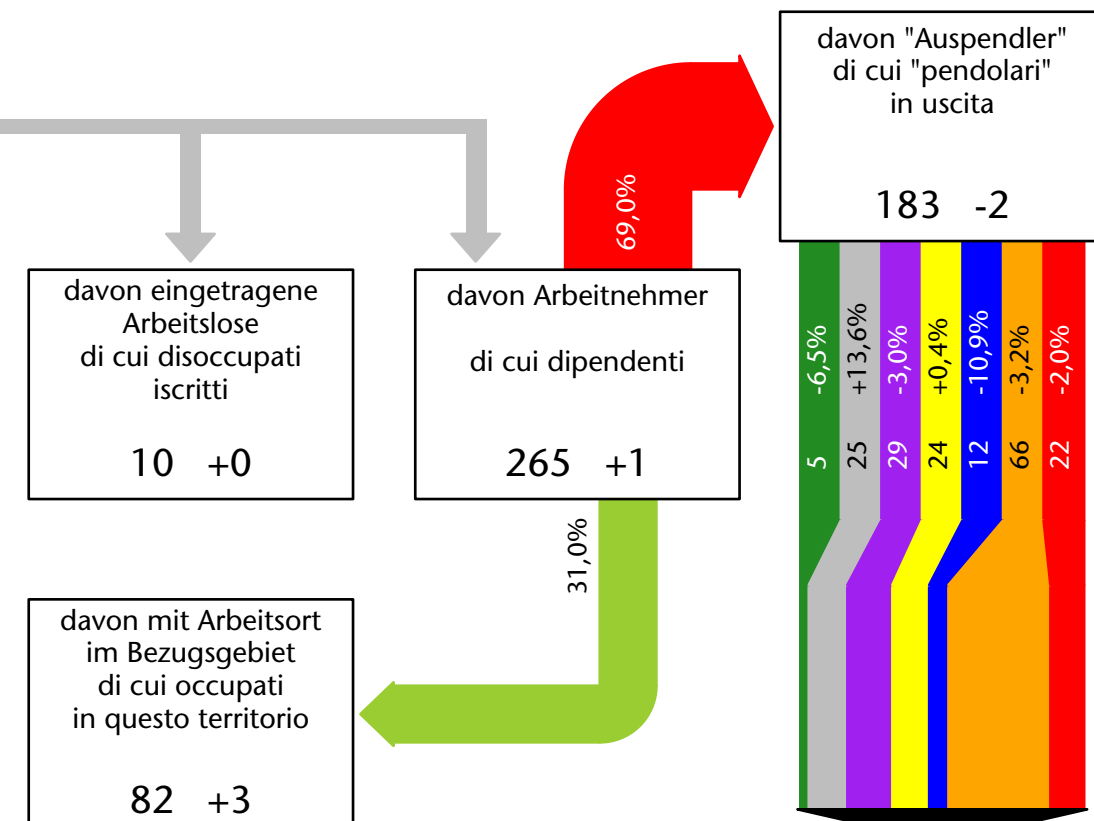 davon "Auspendler"
di cui "pendolari"
in uscita
183 -2
69,0%
davon eingetragene
Arbeitslose
di cui disoccupati
iscritti
10 +0
davon Arbeitnehmer
di cui dipendenti
265 +1
5 -6,5%
25 +13,6%
29 -3,0%
24 +0,4%
12 -10,9%
66 -3,2%
22 -2,0%
31,0%
davon mit Arbeitsort
im Bezugsgebiet
di cui occupati
in questo territorio
82 +3